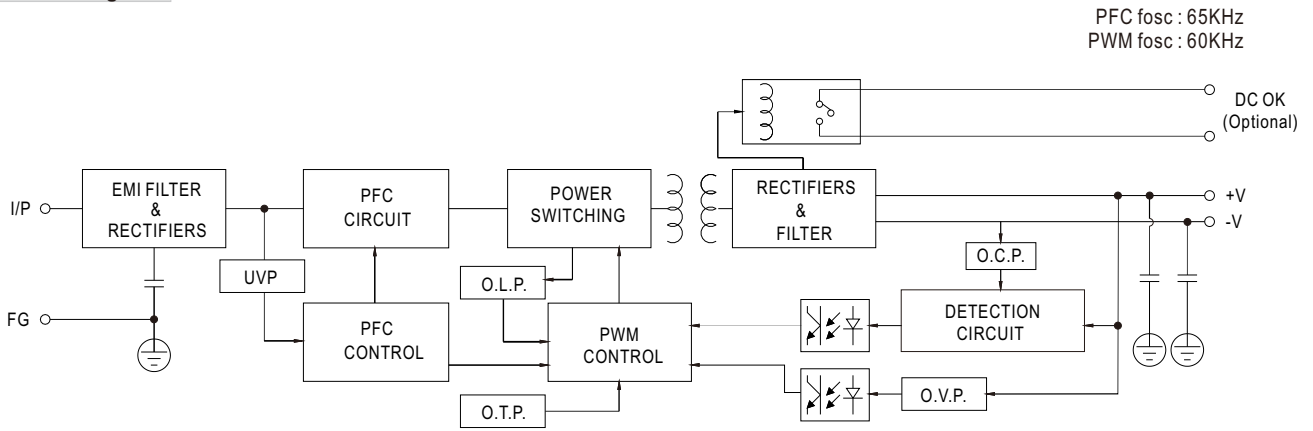 PFC fosc : 65KHz
PWM fosc : 60KHz
DC OK
(Optional)
EMI FILTER
&
RECTIFIERS
PFC
CIRCUIT
POWER
SWITCHING
RECTIFIERS
&
FILTER
I/P
+V
-V
UVP
O.L.P.
O.C.P.
FG
PFC
CONTROL
PWM
CONTROL
DETECTION
CIRCUIT
O.T.P.
O.V.P.